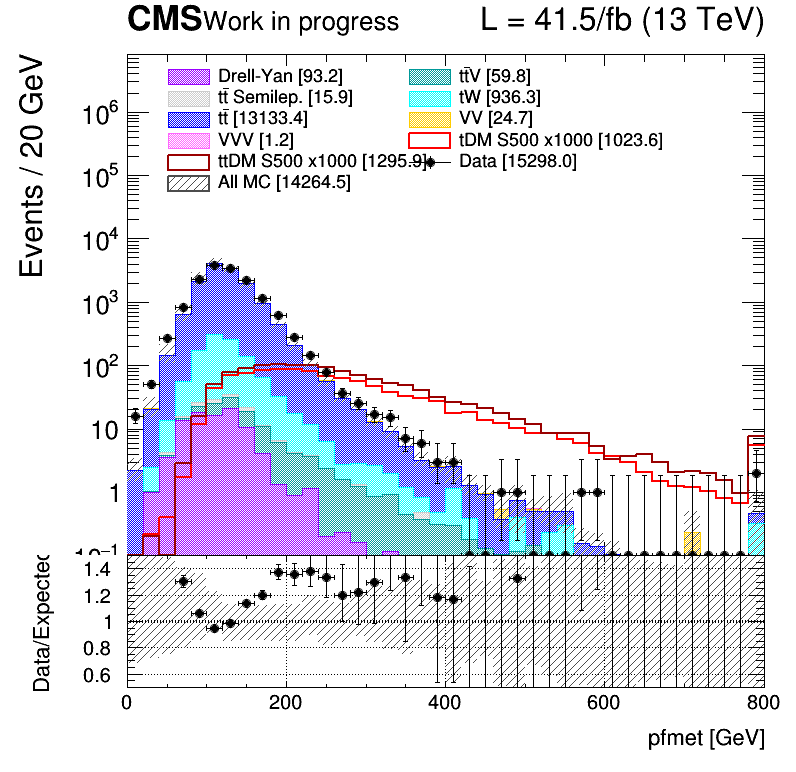 CMS Work in progress L = 41.5/fb (13 TeV)
Events / 20 GeV
Drell-Yan [93.2] tt̄V [59.8]
tt̄ Semilep. [15.9] tW [936.3]
tt̄ [13133.4] VV [24.7]
VVV [1.2] tDM S500 x1000 [1023.6]
ttDM S500 x1000 [1295.9] Data [15298.0]
All MC [14264.5]
10⁶
10⁵
10⁴
10³
10²
10
1
10⁻¹
Data/Expected
1.4
1.2
1
0.8
0.6
0 200 400 600 800
pfmet [GeV]